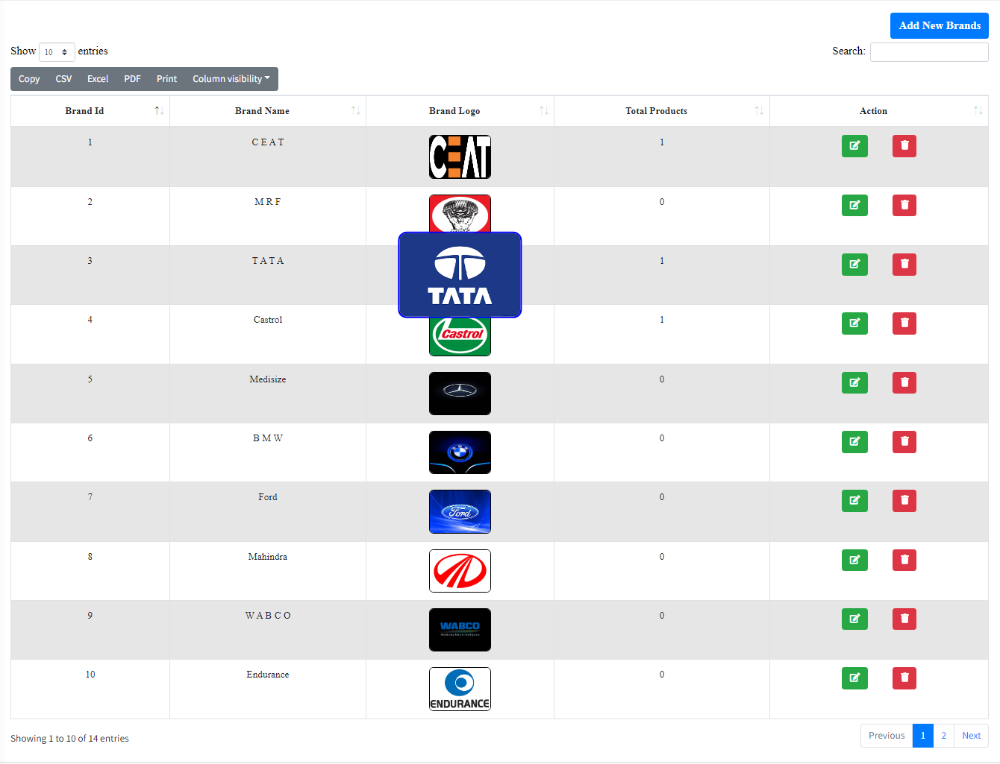 Add New Brands
Show 10 entries Search:
Copy CSV Excel PDF Print Column visibility
Brand Id Brand Name Brand Logo Total Products Action
1 C E A T CEAT 1
2 M R F 0
3 T A T A TATA 1
4 Castrol Castrol 1
5 Medisize 0
6 B M W 0
7 Ford Ford 0
8 Mahindra 0
9 W A B C O WABCO 0
10 Endurance ENDURANCE 0
Showing 1 to 10 of 14 entries Previous 1 2 Next